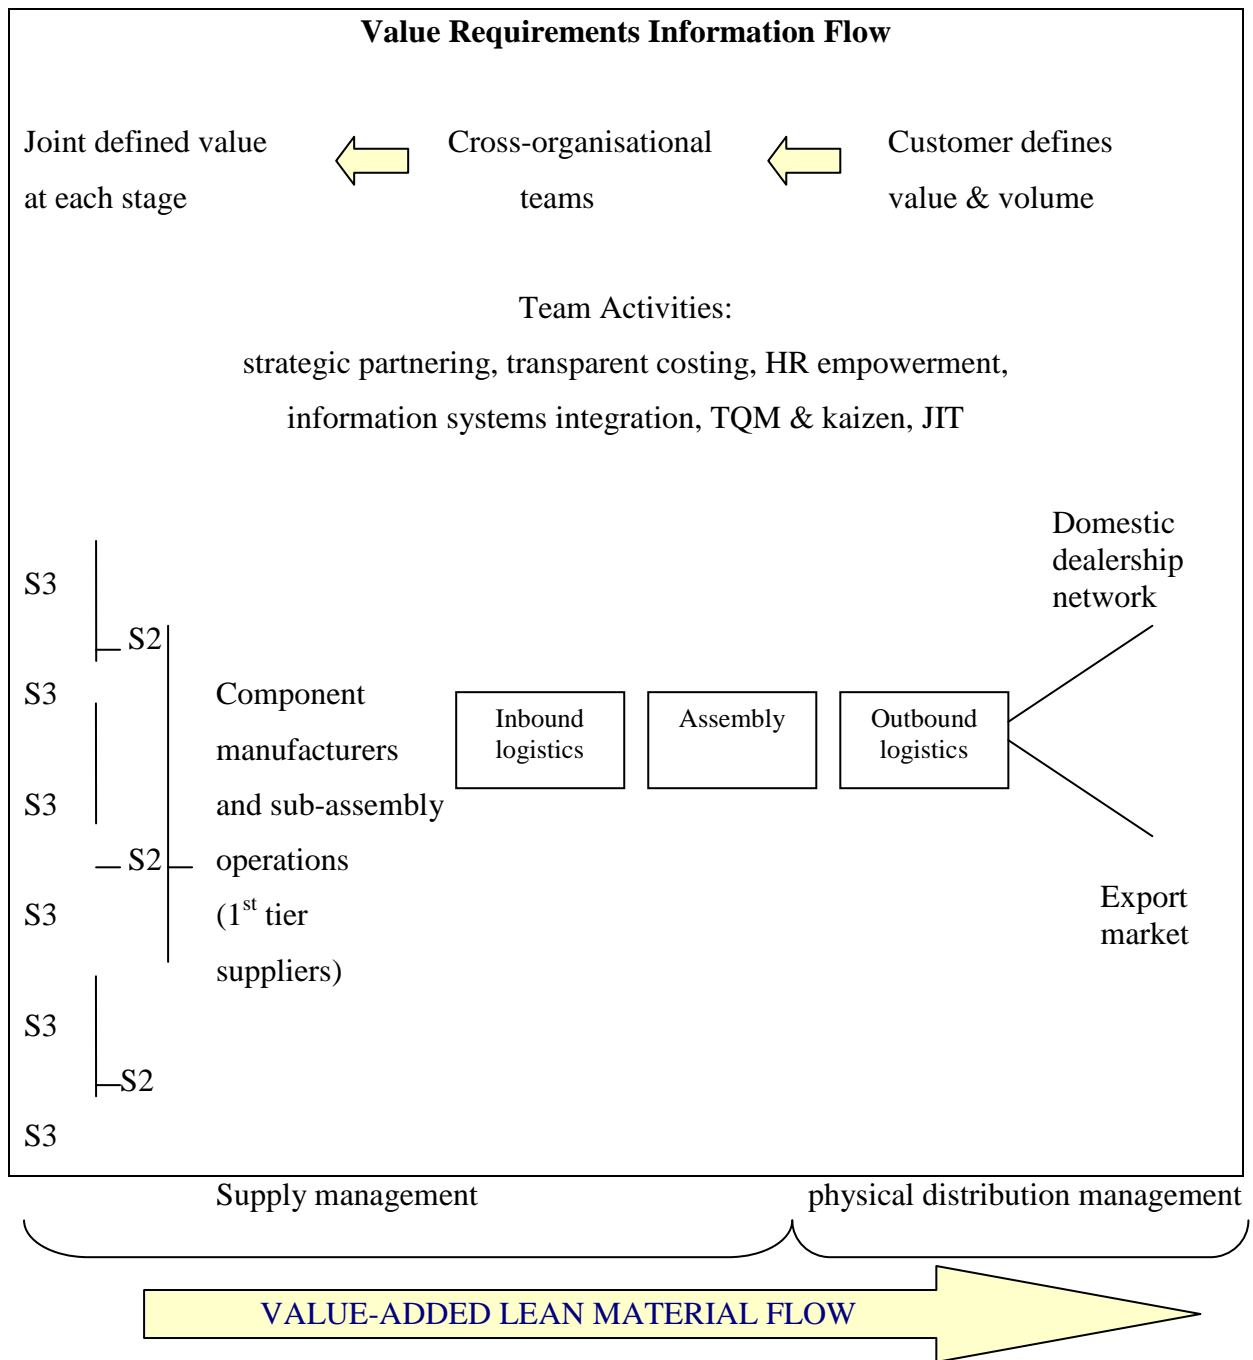 Value Requirements Information Flow
Joint defined value
at each stage
Cross-organisational
teams
Customer defines
value & volume
Team Activities:
strategic partnering, transparent costing, HR empowerment,
information systems integration, TQM & kaizen, JIT
S3
S3
S3
S3
S3
S3
S2
S2
S2
Component
manufacturers
and sub-assembly
operations
(1st tier
suppliers)
Inbound
logistics
Assembly
Outbound
logistics
Domestic
dealership
network
Export
market
Supply management
physical distribution management
VALUE-ADDED LEAN MATERIAL FLOW